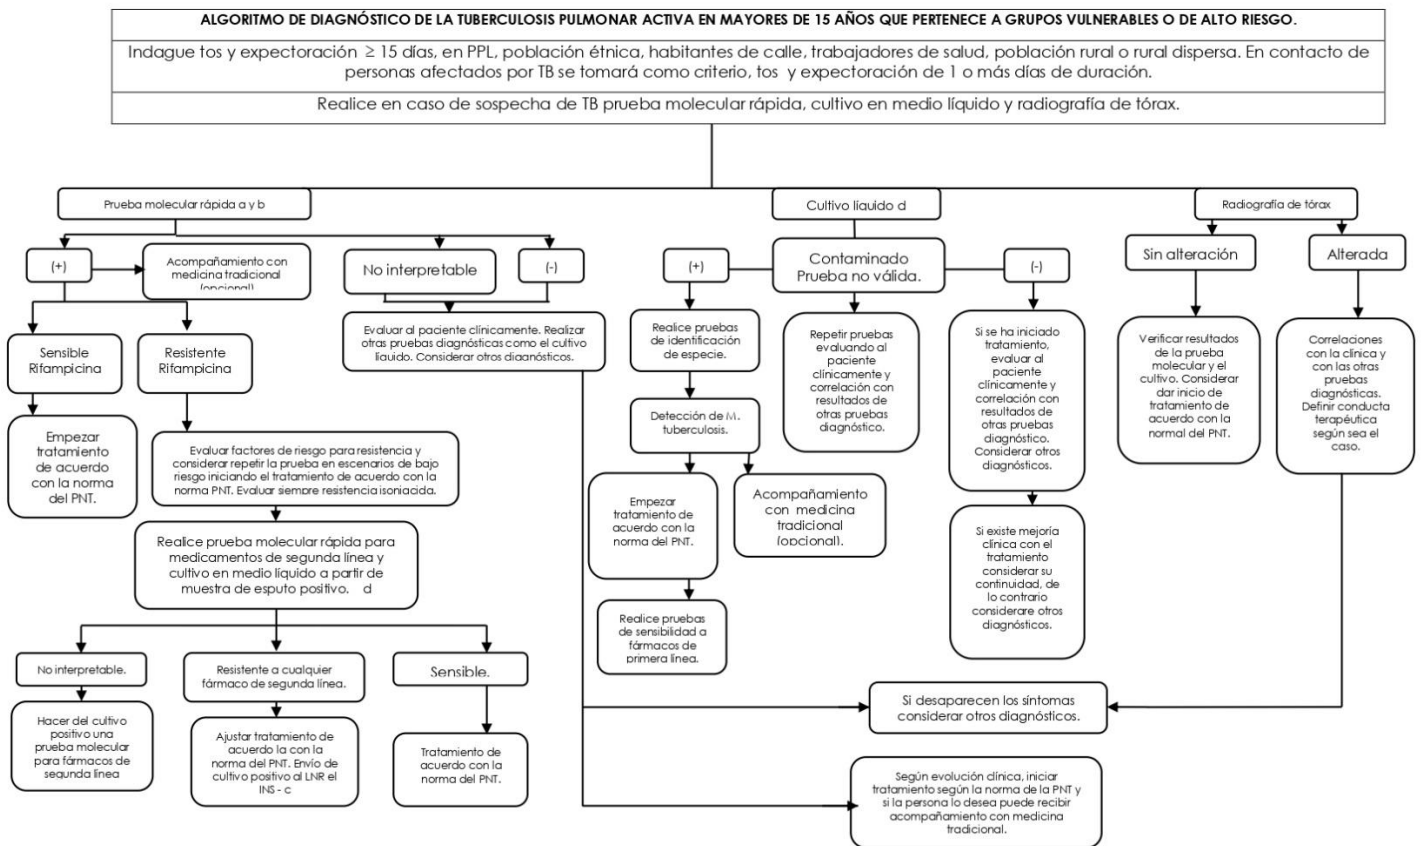 ALGORITMO DE DIAGNÓSTICO DE LA TUBERCULOSIS PULMONAR ACTIVA EN MAYORES DE 15 AÑOS QUE PERTENECE A GRUPOS VULNERABLES O DE ALTO RIESGO.
Indague tos y expectoración ≥ 15 días, en PPL, población étnica, habitantes de calle, trabajadores de salud, población rural o rural dispersa. En contacto de
personas afectados por TB se tomará como criterio, tos y expectoración de 1 o más días de duración.
Realice en caso de sospecha de TB prueba molecular rápida, cultivo en medio líquido y radiografía de tórax.
Prueba molecular rápida a y b
(+)
Acompañamiento con
medicina tradicional
(opcional)
No interpretable
(-)
Sensible
Rifampicina
Resistente
Rifampicina
Evaluar al paciente clínicamente. Realizar
otras pruebas diagnósticas como el cultivo
líquido. Considerar otros diagnósticos.
Empezar
tratamiento
de acuerdo
con la norma
del PNT.
Evaluar factores de riesgo para resistencia y
considerar repetir la prueba en escenarios de bajo
riesgo iniciando el tratamiento de acuerdo con la
norma PNT. Evaluar siempre resistencia isoniacida.
Realice prueba molecular rápida para
medicamentos de segunda línea y
cultivo en medio líquido a partir de
muestra de esputo positivo. d
No interpretable.
Hacer del cultivo
positivo una
prueba molecular
para fármacos de
segunda línea
Resistente a cualquier
fármaco de segunda línea.
Ajustar tratamiento de
acuerdo la con la
norma del PNT. Envío de
cultivo positivo al LNR el
INS - c
Sensible.
Tratamiento de
acuerdo con la
norma del PNT.
Cultivo líquido d
(+)
Contaminado
Prueba no válida.
(-)
Realice pruebas
de identificación
de especie.
Detección de M.
tuberculosis.
Empezar
tratamiento de
acuerdo con la
norma del PNT.
Acompañamiento
con medicina
tradicional
(opcional).
Realice pruebas
de sensibilidad a
fármacos de
primera línea.
Repetir pruebas
evaluando al
paciente
clínicamente y
correlación con
resultados de
otras pruebas
diagnóstico.
Si se ha iniciado
tratamiento,
evaluar al
paciente
clínicamente y
correlación con
resultados de
otras pruebas
diagnóstico.
Considerar otros
diagnósticos.
Si existe mejoría
clínica con el
tratamiento
considerar su
continuidad, de
lo contrario
considerare otros
diagnósticos.
Radiografía de tórax
Sin alteración
Alterada
Verificar resultados
de la prueba
molecular y el
cultivo. Considerar
dar inicio de
tratamiento de
acuerdo con la
normal del PNT.
Correlaciones
con la clínica y
con las otras
pruebas
diagnósticas.
Definir conducta
terapéutica
según sea el
caso.
Si desaparecen los síntomas
considerar otros diagnósticos.
Según evolución clínica, iniciar
tratamiento según la norma de la PNT y
si la persona lo desea puede recibir
acompañamiento con medicina
tradicional.